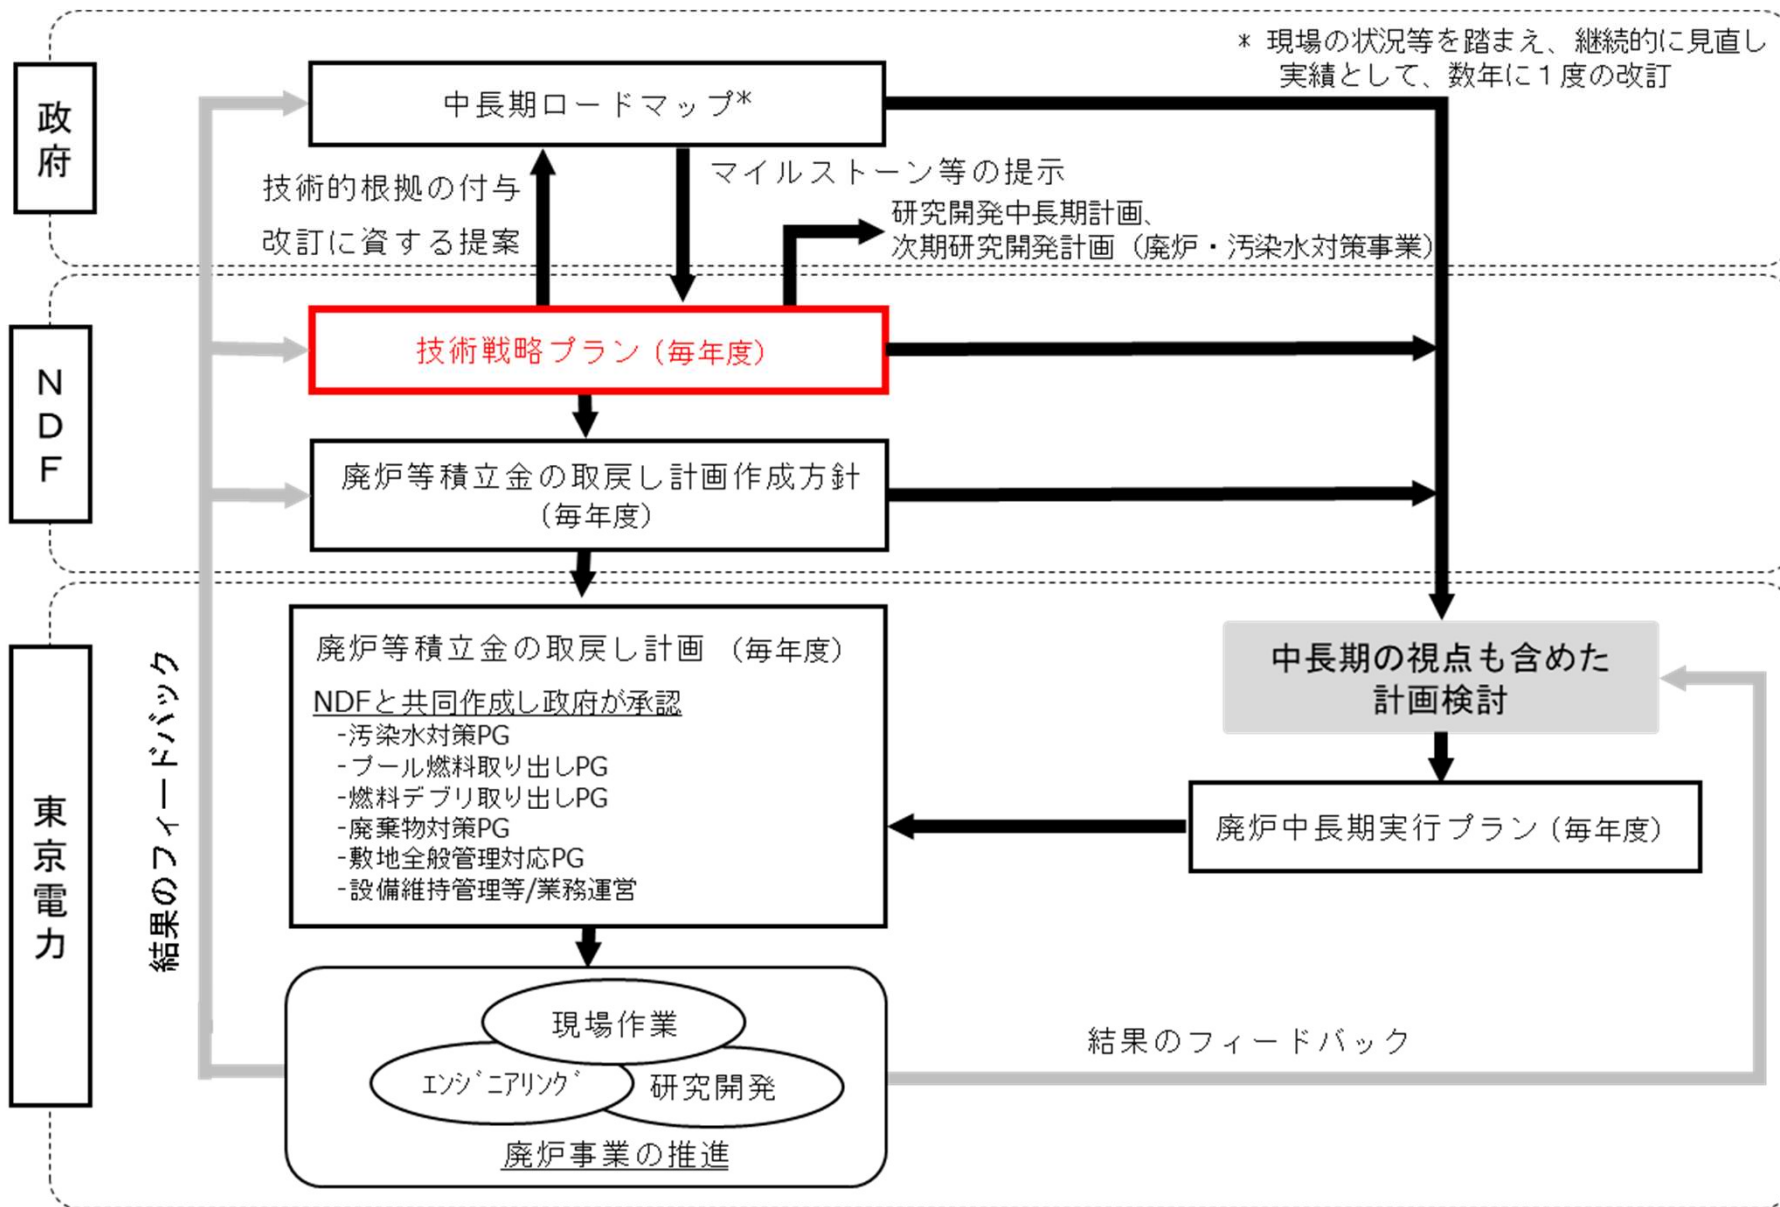 * 現場の状況等を踏まえ、継続的に見直し
実績として、数年に１度の改訂
政府
中長期ロードマップ*
技術的根拠の付与
改訂に資する提案
マイルストーン等の提示
研究開発中長期計画、
次期研究開発計画（廃炉・汚染水対策事業）
NDF
技術戦略プラン（毎年度）
廃炉等積立金の取戻し計画作成方針
（毎年度）
東京電力
結果のフィードバック
廃炉等積立金の取戻し計画 （毎年度）
NDFと共同作成し政府が承認
-汚染水対策PG
-プール燃料取り出しPG
-燃料デブリ取り出しPG
-廃棄物対策PG
-敷地全般管理対応PG
-設備維持管理等/業務運営
中長期の視点も含めた
計画検討
廃炉中長期実行プラン（毎年度）
現場作業
ｴﾝｼﾞﾆｱﾘﾝｸﾞ
研究開発
廃炉事業の推進
結果のフィードバック